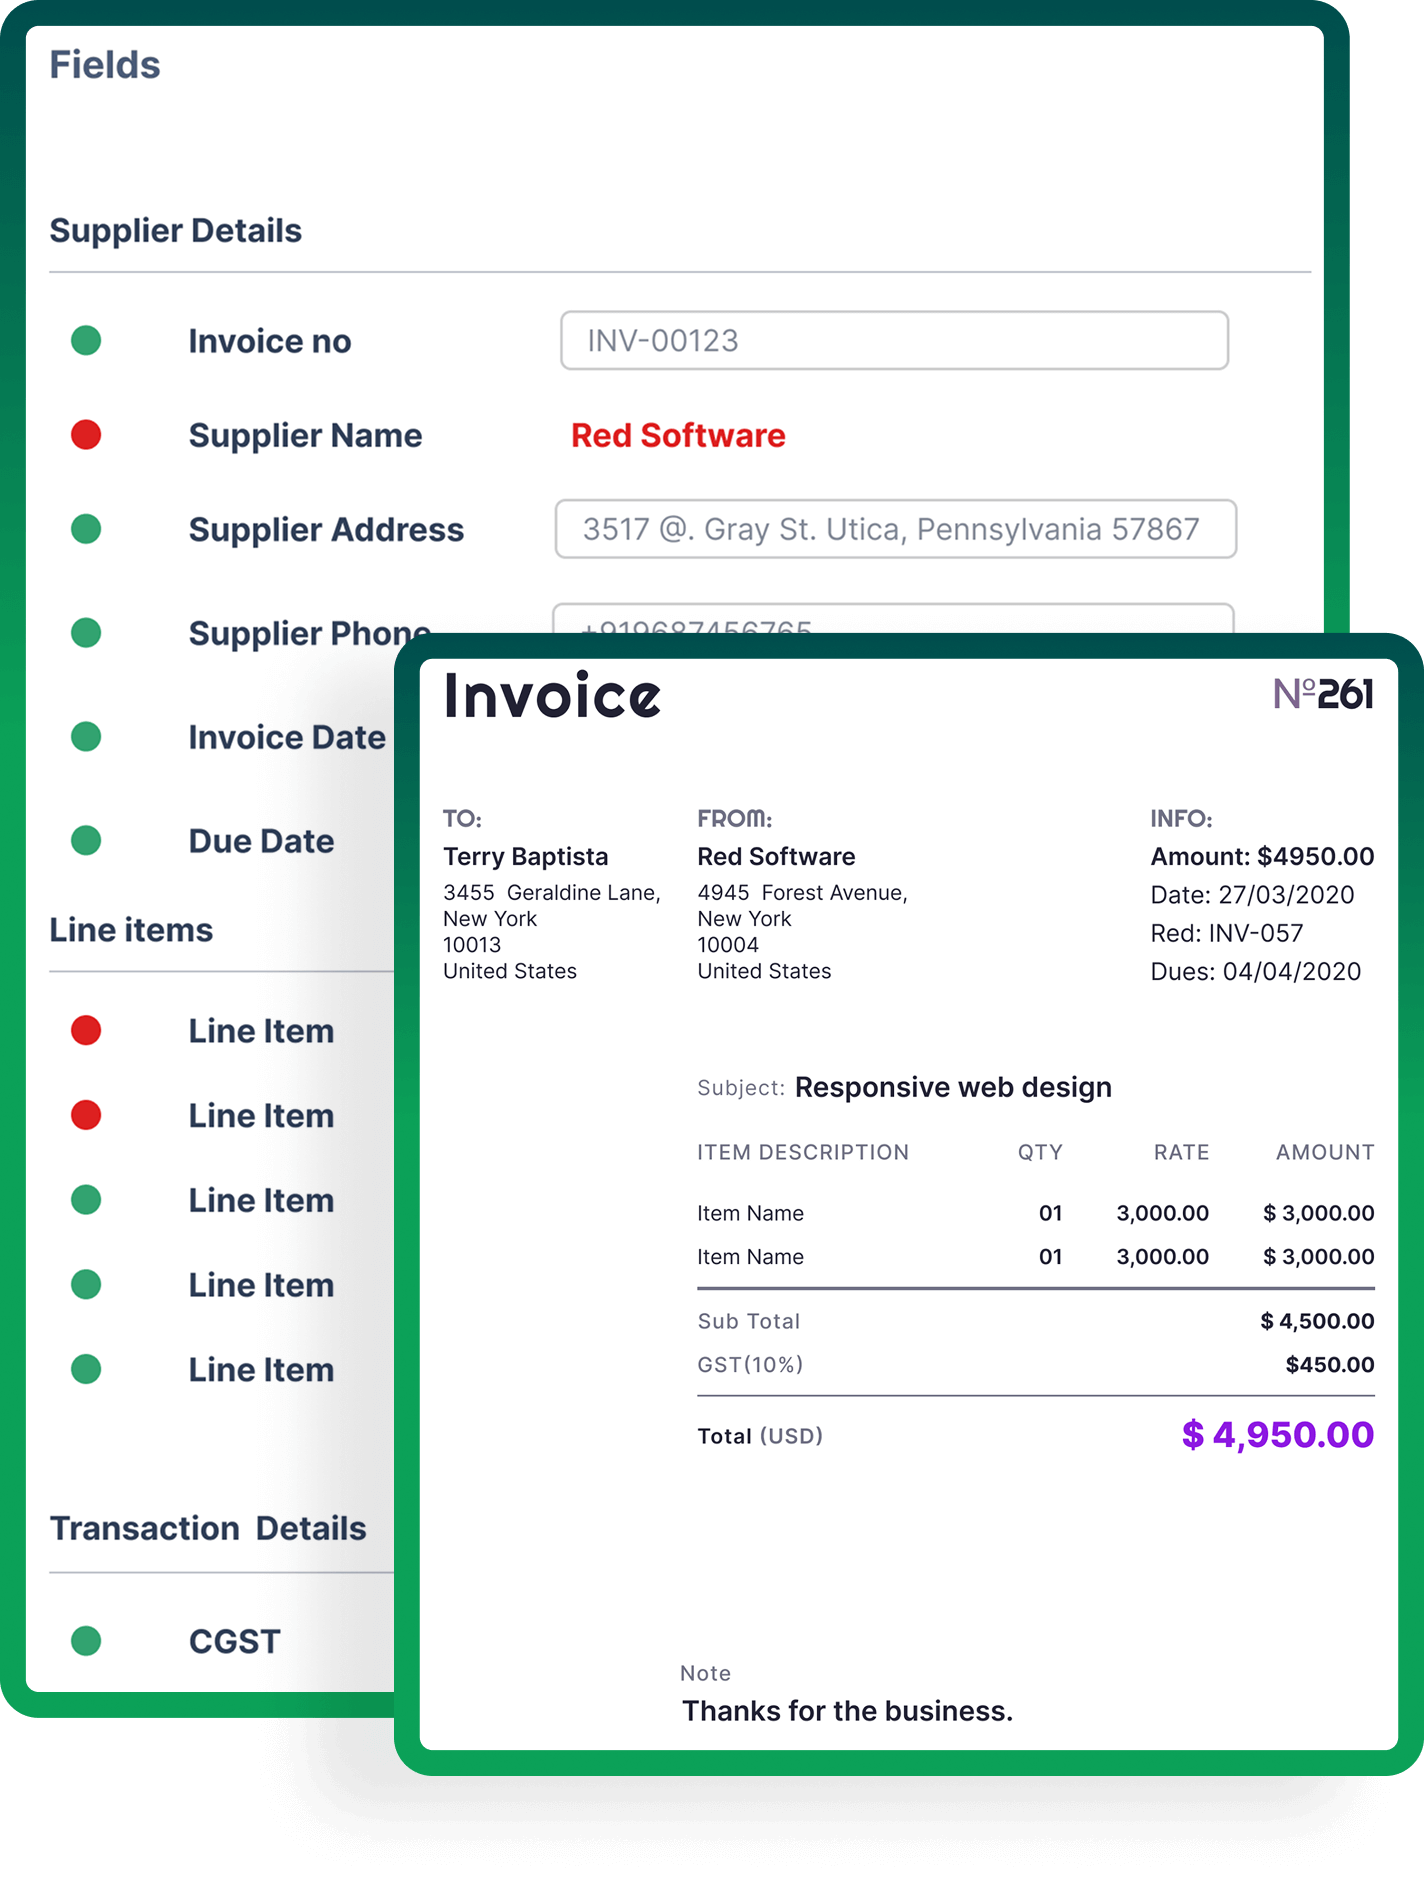 Fields
Supplier Details
Invoice no INV-00123
Supplier Name Red Software
Supplier Address 3517 @. Gray St. Utica, Pennsylvania 57867
Supplier Phone +919687456765
Invoice Date
Due Date
Line items
Line Item
Line Item
Line Item
Line Item
Line Item
Transaction Details
CGST
Invoice Nº261
TO:
Terry Baptista
3455 Geraldine Lane,
New York
10013
United States
FROM:
Red Software
4945 Forest Avenue,
New York
10004
United States
INFO:
Amount: $4950.00
Date: 27/03/2020
Red: INV-057
Dues: 04/04/2020
Subject: Responsive web design
ITEM DESCRIPTION QTY RATE AMOUNT
Item Name 01 3,000.00 $ 3,000.00
Item Name 01 3,000.00 $ 3,000.00
Sub Total $ 4,500.00
GST(10%) $450.00
Total (USD) $ 4,950.00
Note
Thanks for the business.